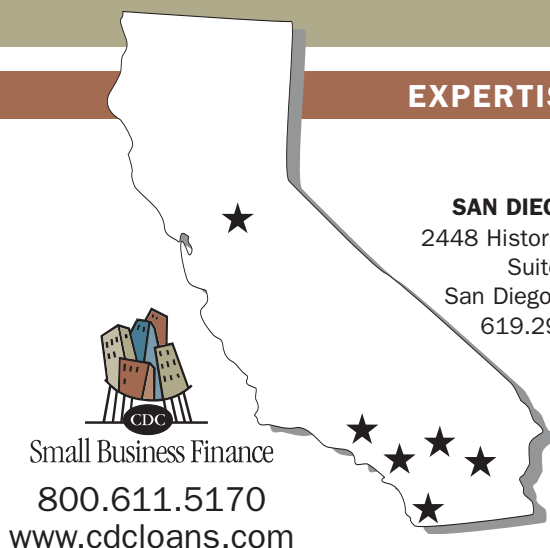 EXPERTIS
SAN DIEG
2448 Histor
Suite
San Diego
619.29
CDC
Small Business Finance
800.611.5170
www.cdcloans.com